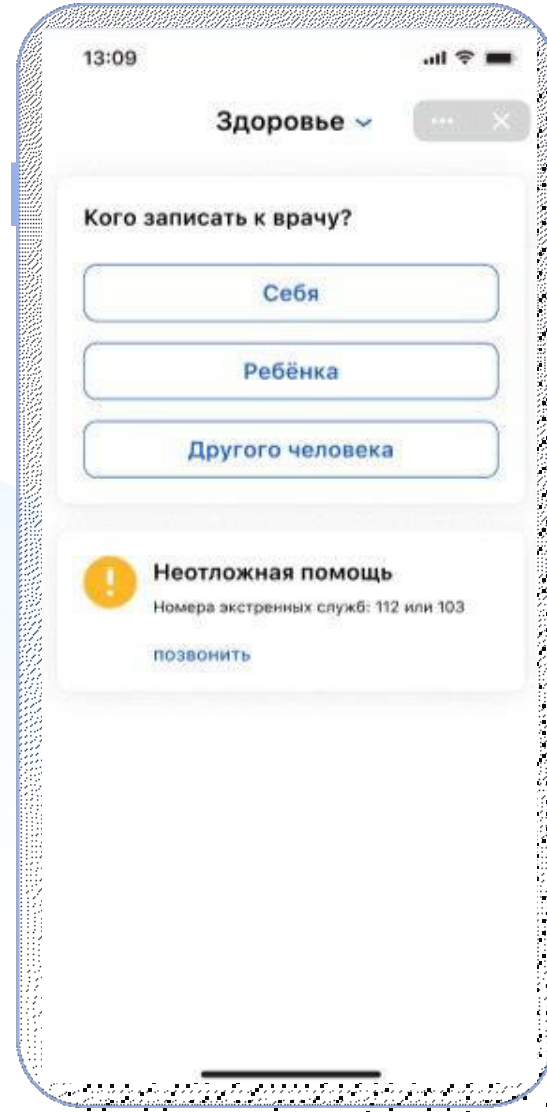 13:09
Здоровье
Кого записать к врачу?
Себя
Ребёнка
Другого человека
Неотложная помощь
Номера экстренных служб: 112 или 103
позвонить